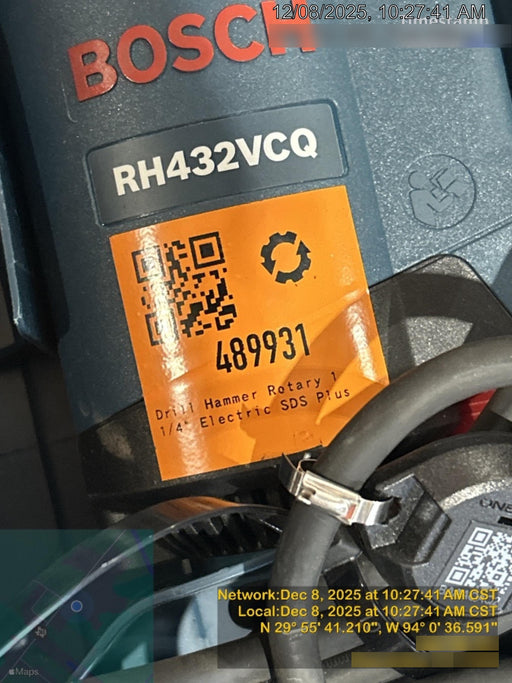 12/08/2025, 10:27:41 AM
Timestamp
BOSCH
RH432VCQ
489931
Drill Hammer Rotary 1
1/4" Electric SDS Plus
Network:Dec 8, 2025 at 10:27:41 AM CST
Local:Dec 8, 2025 at 10:27:41 AM CST
N 29° 55' 41.210", W 94° 0' 36.591"
Maps